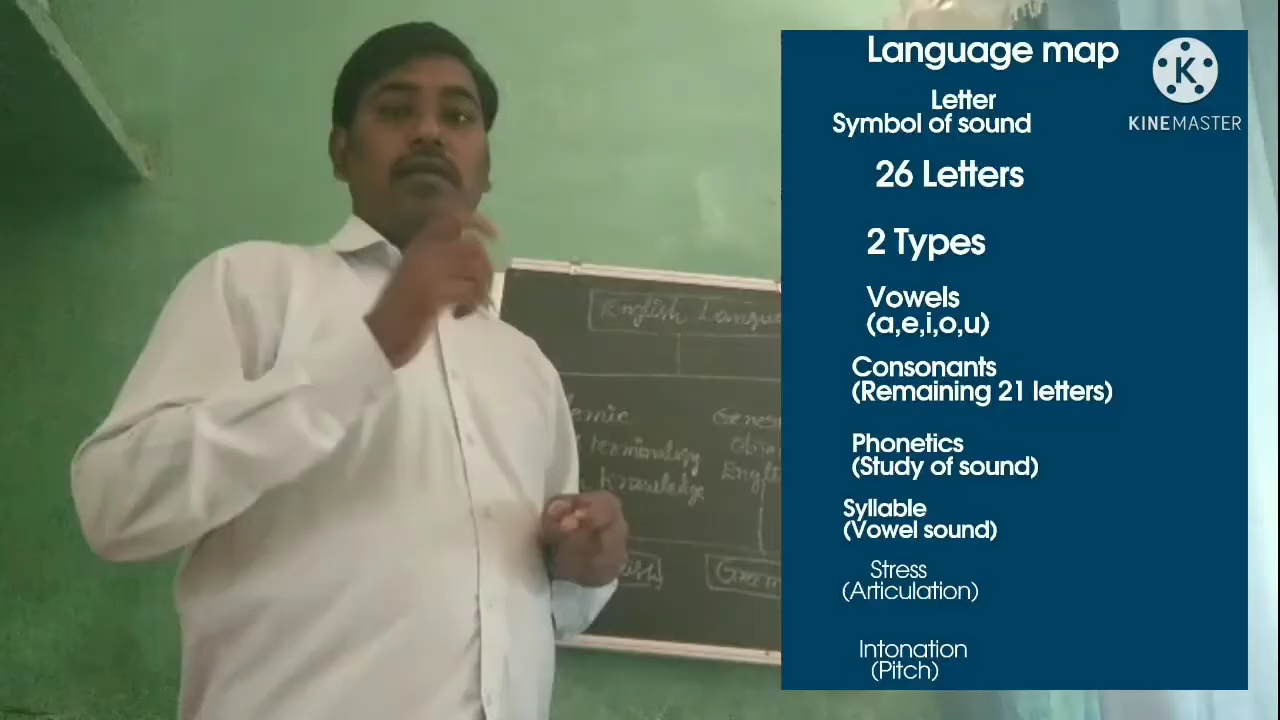 Language map
Letter
Symbol of sound
26 Letters
2 Types
Vowels
(a,e,i,o,u)
Consonants
(Remaining 21 letters)
Phonetics
(Study of sound)
Syllable
(Vowel sound)
Stress
(Articulation)
Intonation
(Pitch)
K
KINEMASTER
English
terminology
knowledge